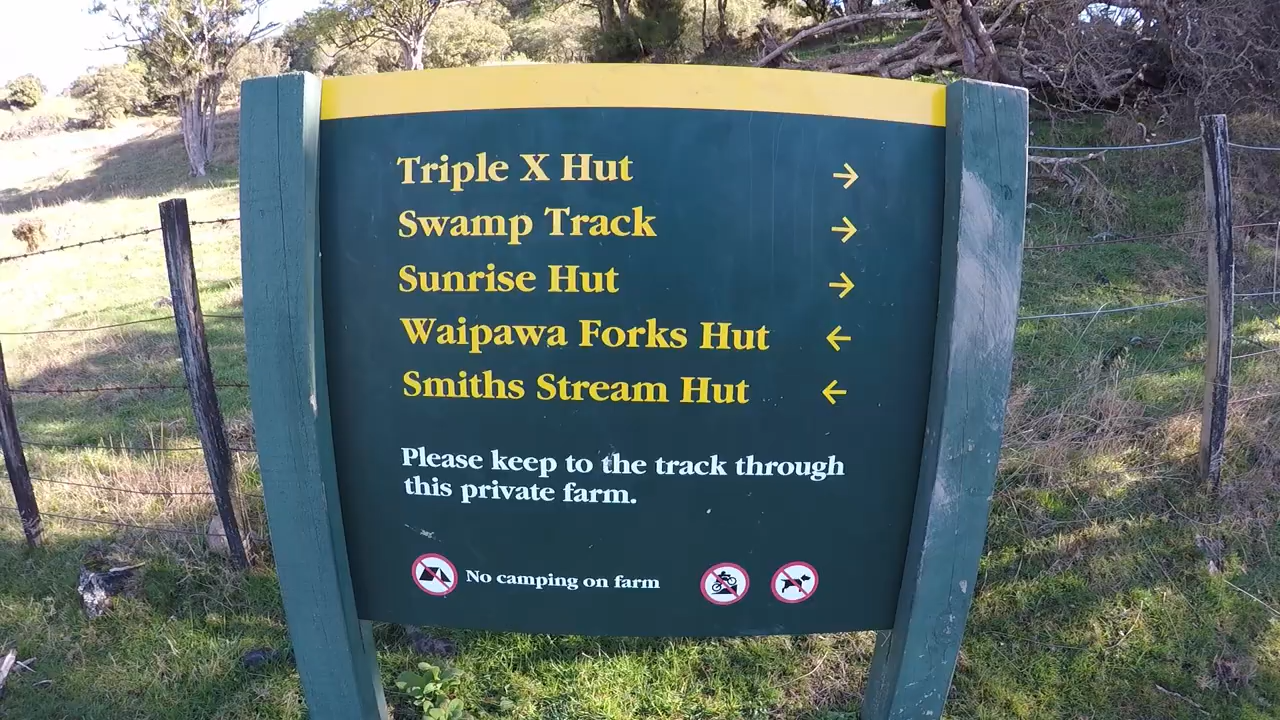 Triple X Hut →
Swamp Track →
Sunrise Hut →
Waipawa Forks Hut ←
Smiths Stream Hut ←
Please keep to the track through
this private farm.
No camping on farm